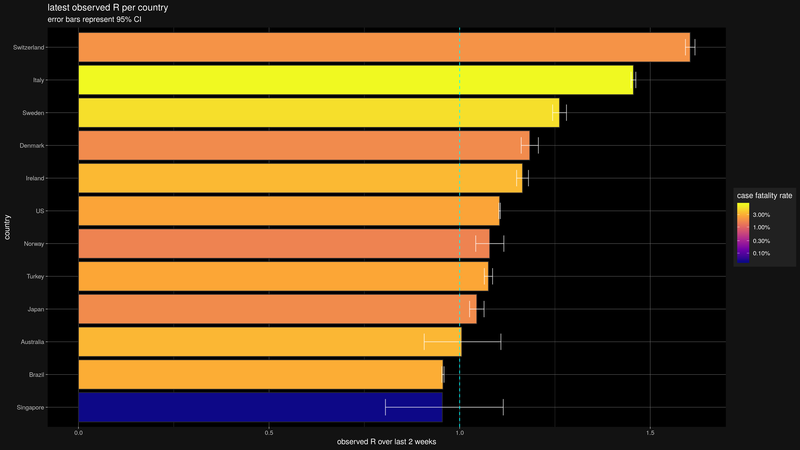 latest observed R per country
error bars represent 95% CI
country
Switzerland
Italy
Sweden
Denmark
Ireland
US
Norway
Turkey
Japan
Australia
Brazil
Singapore
0.0
0.5
1.0
1.5
observed R over last 2 weeks
case fatality rate
3.00%
1.00%
0.30%
0.10%